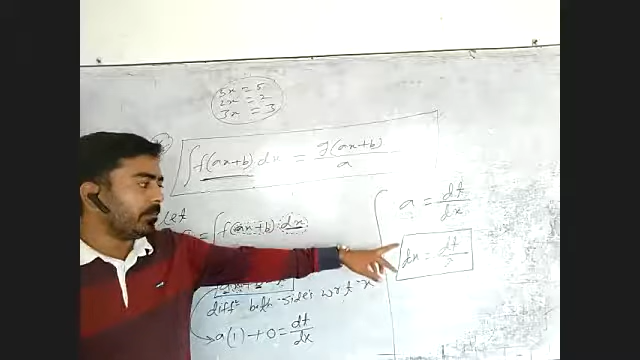 5x = 5
2x = 2
3x = 3
∫f(ax+b) dx = g(ax+b)/a
let
= ∫f(ax+b) dx
diff both sides w r t x
a(1) + 0 = dt/dx
a = dt/dx
dx = dt/a